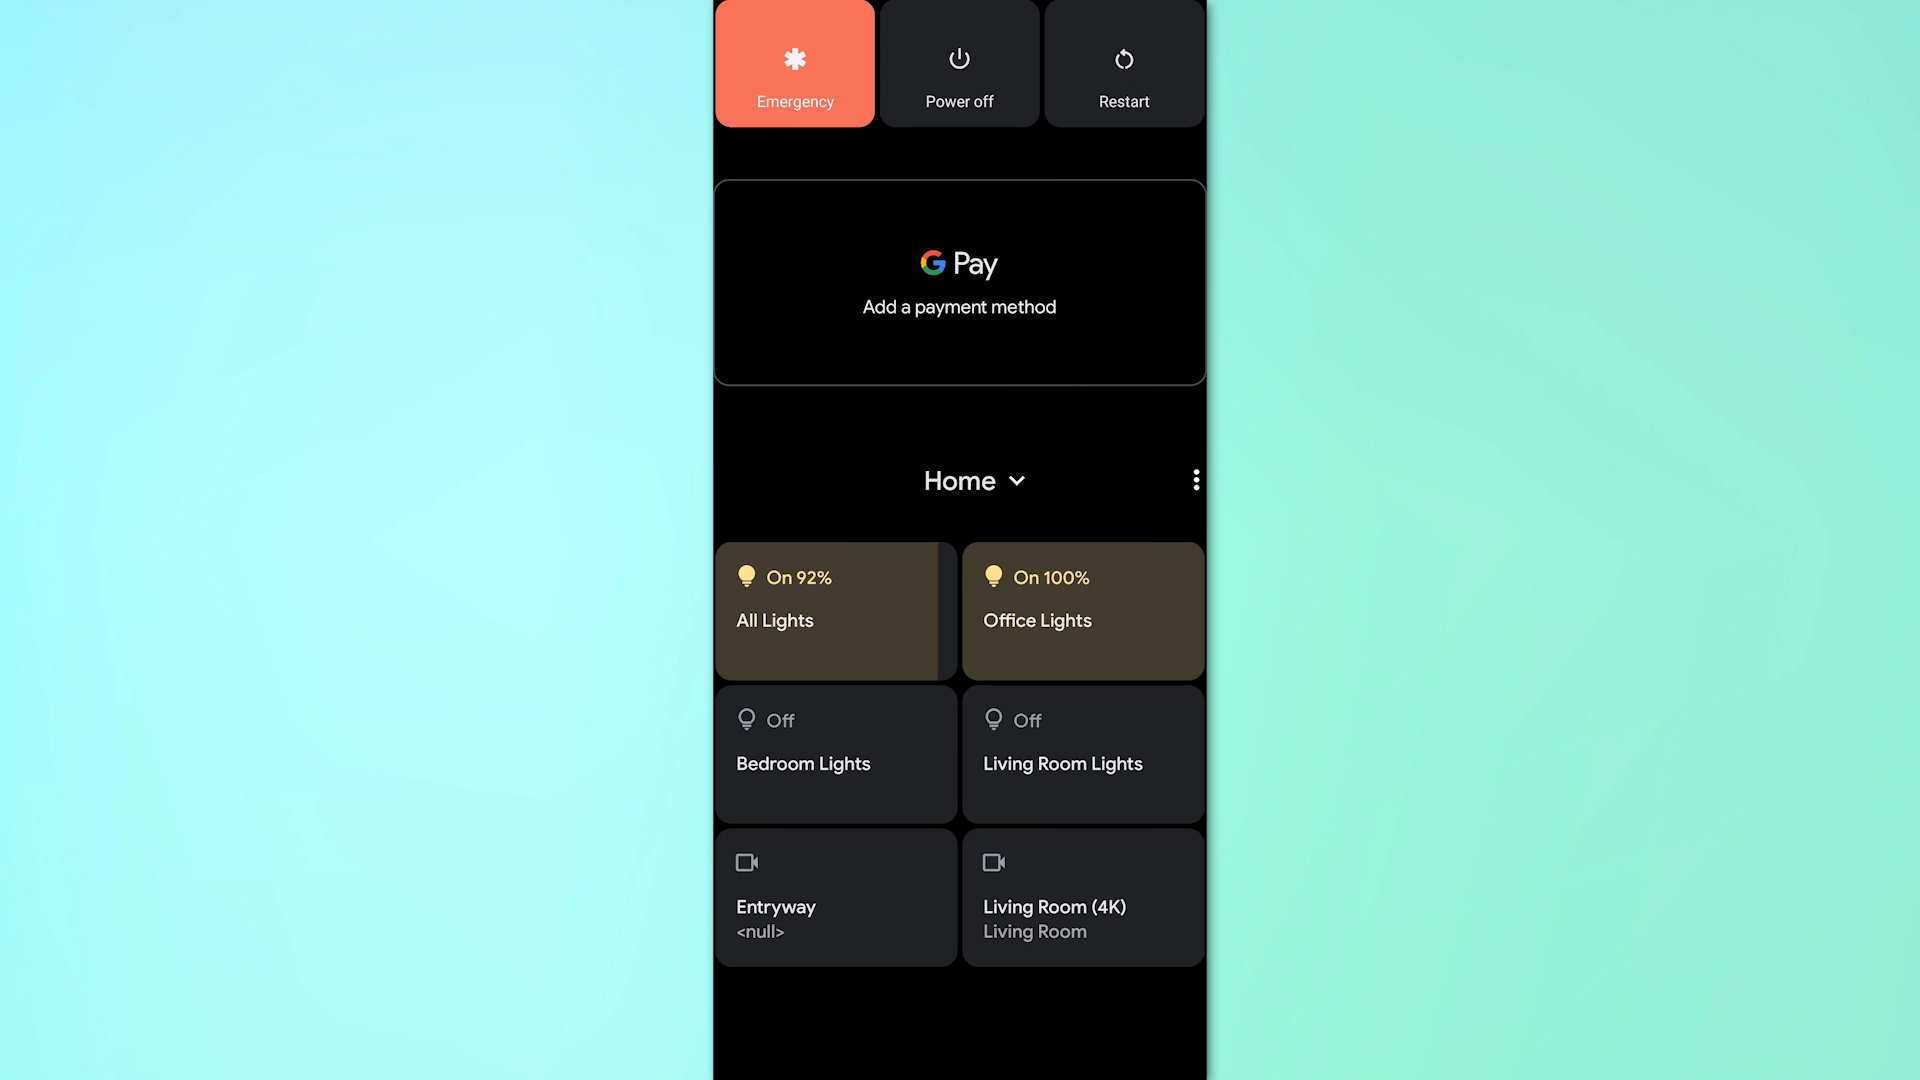 Emergency
Power off
Restart
G Pay
Add a payment method
Home
On 92%
All Lights
On 100%
Office Lights
Off
Bedroom Lights
Off
Living Room Lights
Entryway
<null>
Living Room (4K)
Living Room